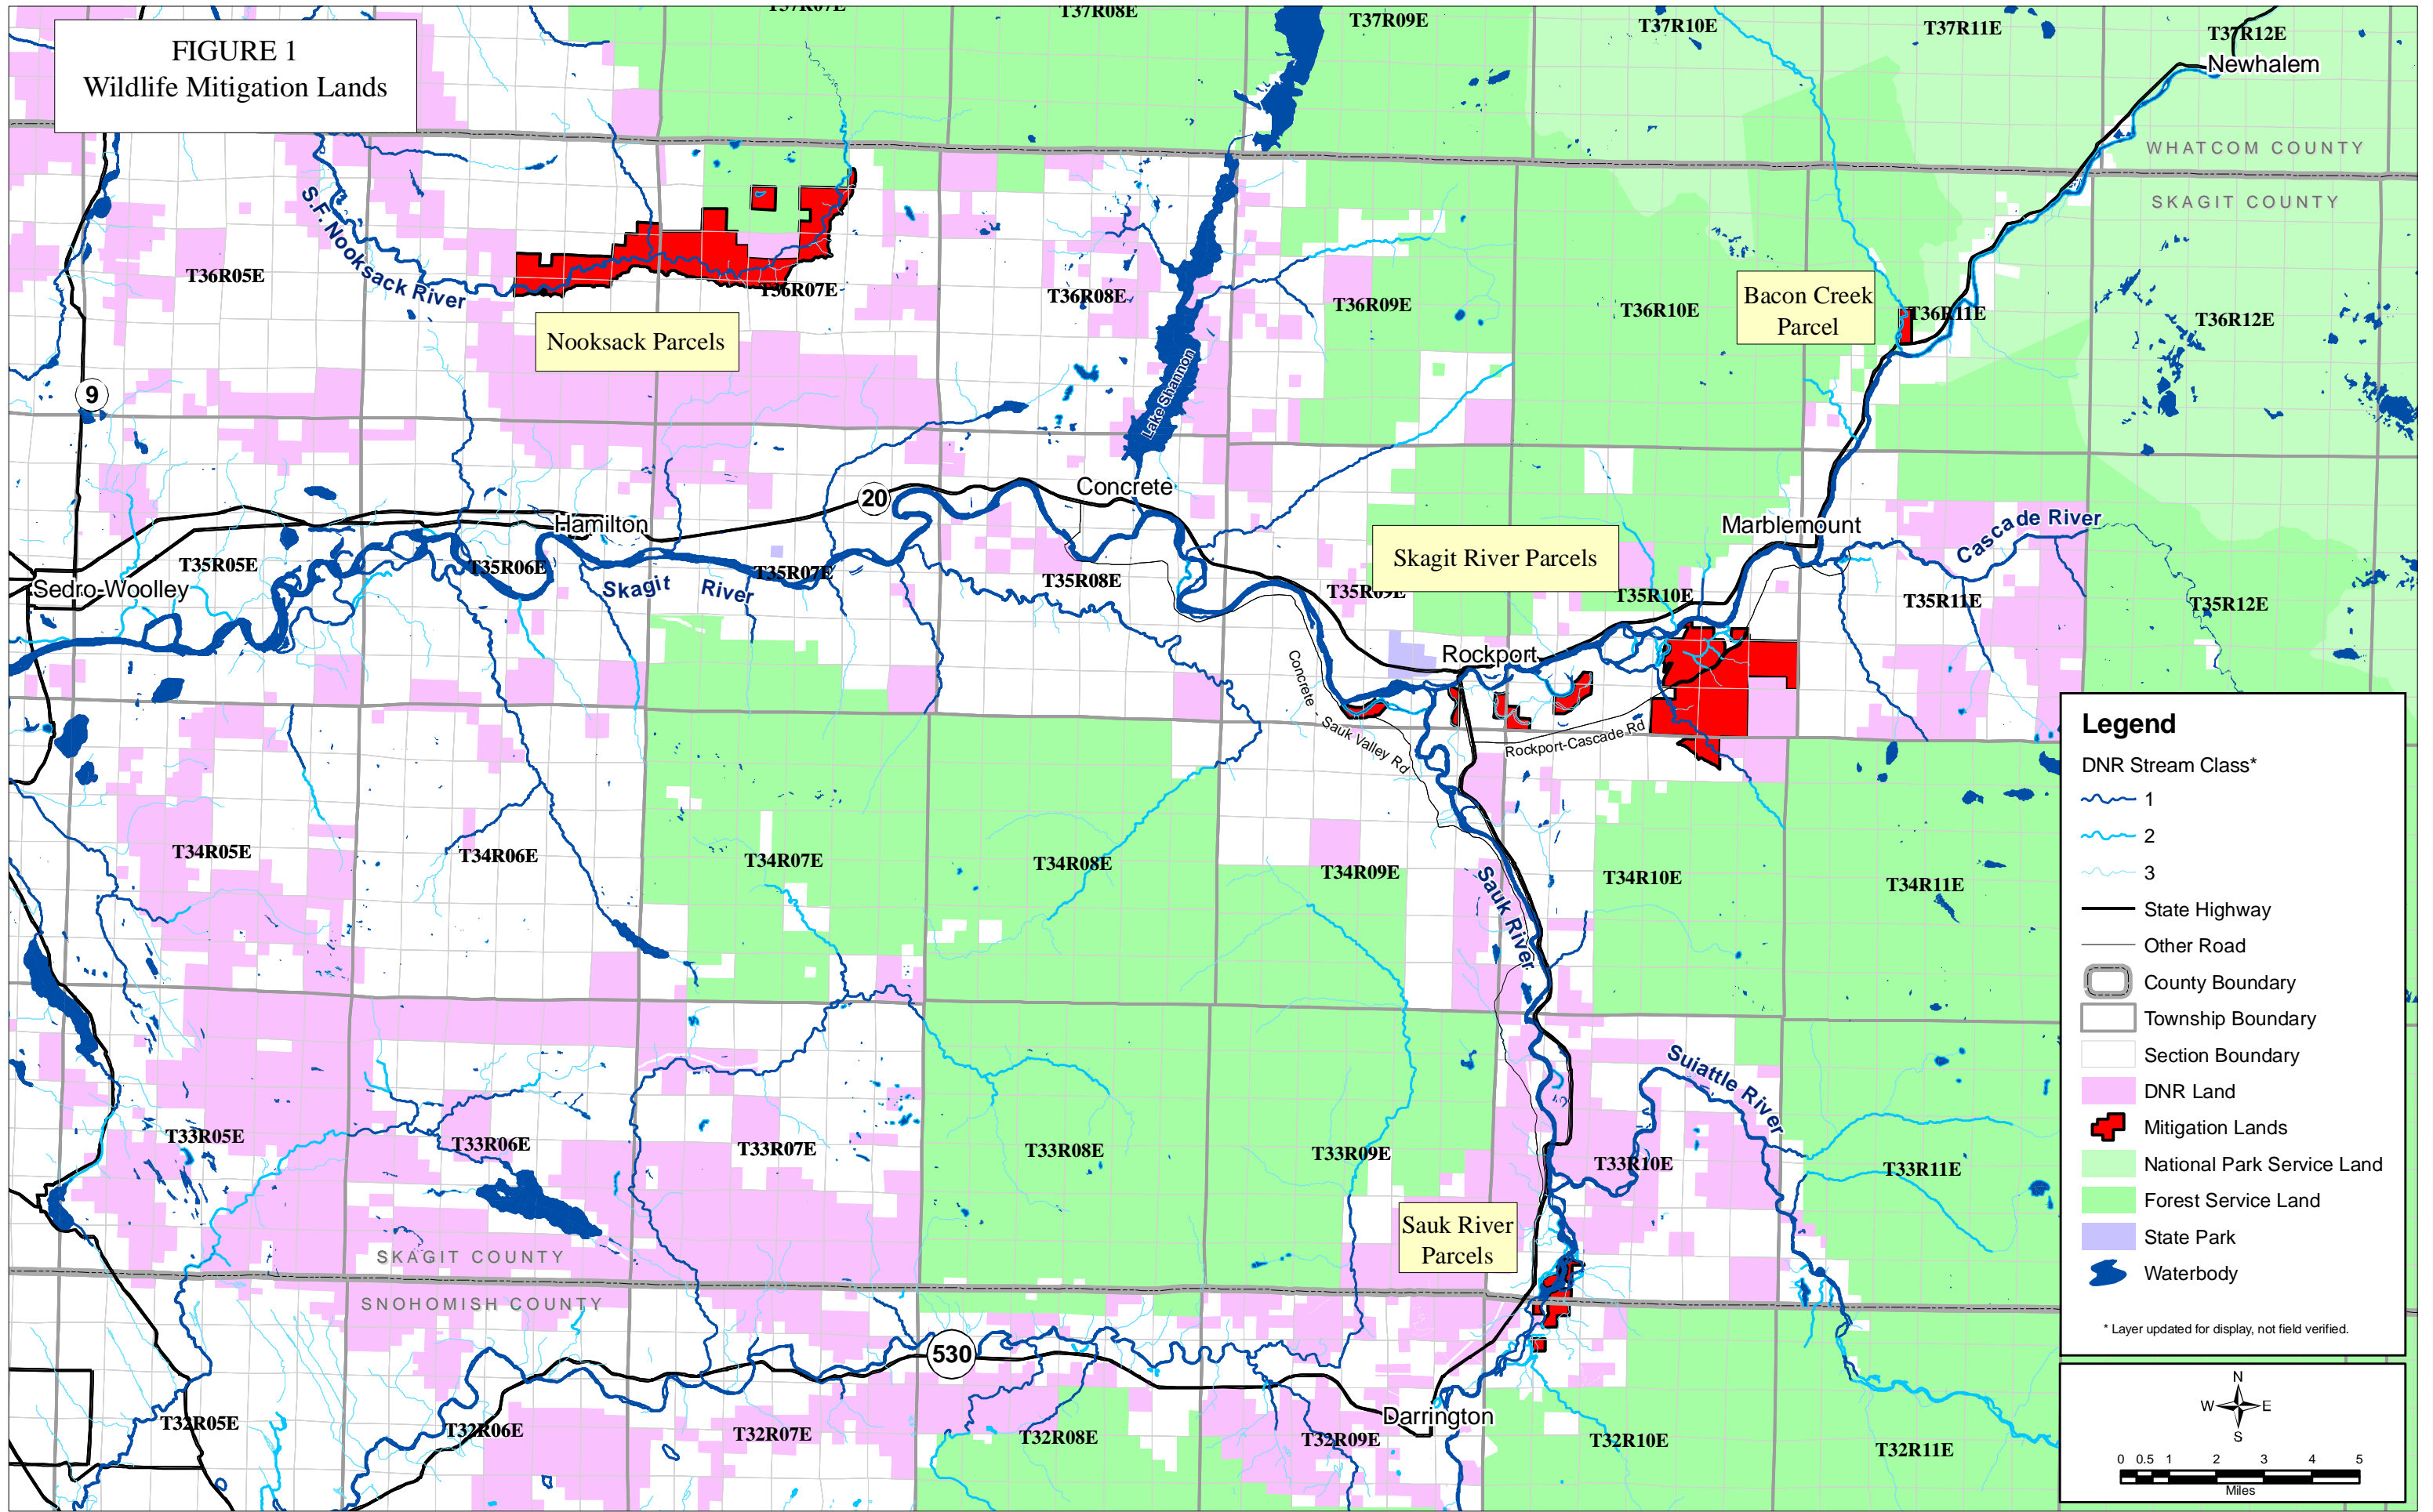 T37R07E
T37R08E
T37R09E
T37R10E
T37R11E
T37R12E
FIGURE 1
Wildlife Mitigation Lands
Newhalem
WHATCOM COUNTY
SKAGIT COUNTY
S.F. Nooksack River
T36R05E
T36R07E
T36R08E
T36R09E
T36R10E
T36R11E
T36R12E
Bacon Creek
Parcel
Nooksack Parcels
Lake Shannon
9
20
Concrete
Hamilton
Marblemount
Cascade River
Skagit River Parcels
Sedro-Woolley
T35R05E
T35R06E
Skagit River
T35R07E
T35R08E
T35R09E
T35R10E
T35R11E
T35R12E
Rockport
Concrete - Sauk Valley Rd
Rockport-Cascade Rd
T34R05E
T34R06E
T34R07E
T34R08E
T34R09E
T34R10E
T34R11E
Sauk River
Suiattle River
T33R05E
T33R06E
T33R07E
T33R08E
T33R09E
T33R10E
T33R11E
Sauk River
Parcels
SKAGIT COUNTY
SNOHOMISH COUNTY
530
Darrington
T32R05E
T32R06E
T32R07E
T32R08E
T32R09E
T32R10E
T32R11E
Legend
DNR Stream Class*
1
2
3
State Highway
Other Road
County Boundary
Township Boundary
Section Boundary
DNR Land
Mitigation Lands
National Park Service Land
Forest Service Land
State Park
Waterbody
* Layer updated for display, not field verified.
N
W E
S
0 0.5 1 2 3 4 5
Miles